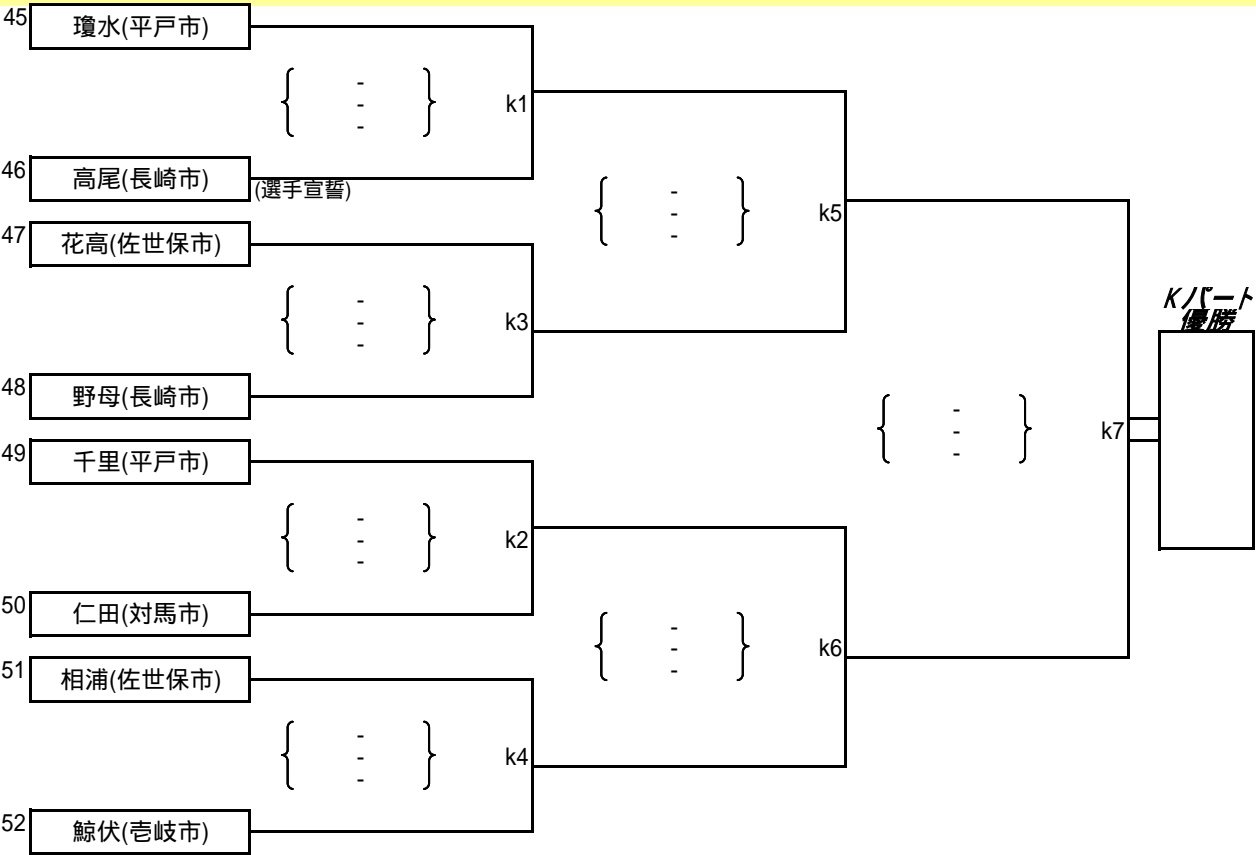 45
瓊水(平戸市)
-
-
-
k1
46
高尾(長崎市)
(選手宣誓)
-
-
-
k5
47
花高(佐世保市)
-
-
-
k3
48
野母(長崎市)
Kパート
優勝
-
-
-
k7
49
千里(平戸市)
-
-
-
k2
50
仁田(対馬市)
-
-
-
k6
51
相浦(佐世保市)
-
-
-
k4
52
鯨伏(壱岐市)